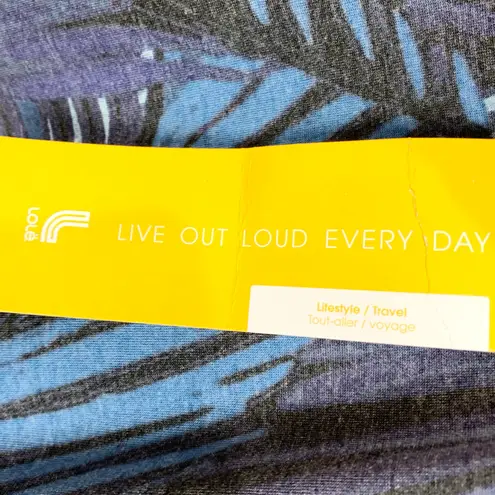 LOLË
LIVE OUT LOUD EVERY DAY
Lifestyle / Travel
Tout-aller / voyage